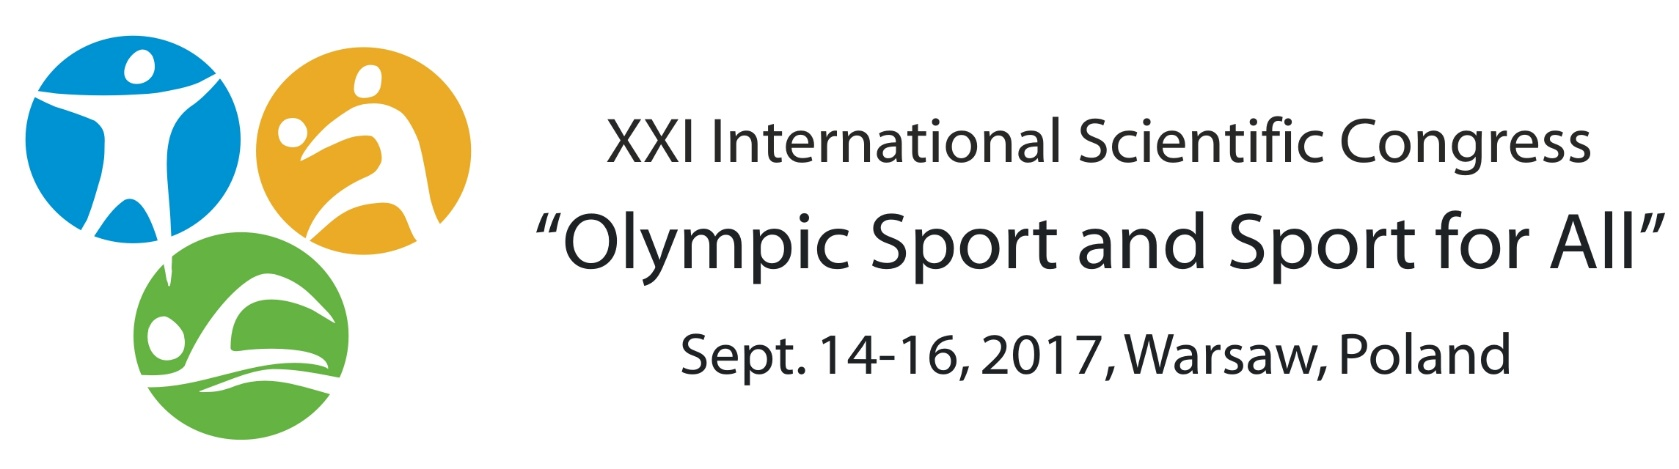 XXI International Scientific Congress
“Olympic Sport and Sport for All”
Sept. 14-16, 2017, Warsaw, Poland